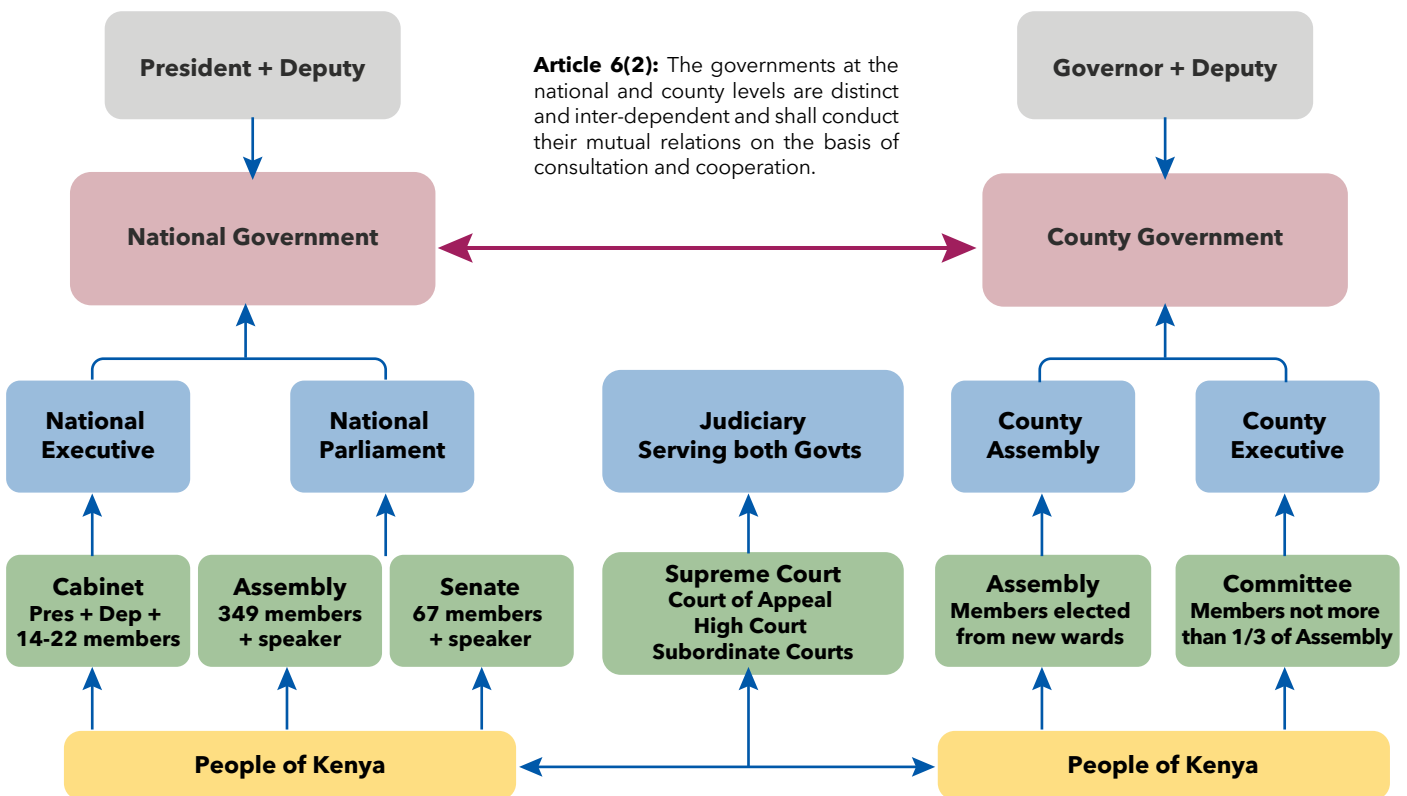 President + Deputy
Article 6(2): The governments at the
national and county levels are distinct
and inter-dependent and shall conduct
their mutual relations on the basis of
consultation and cooperation.
Governor + Deputy
National Government
County Government
National
Executive
National
Parliament
Judiciary
Serving both Govts
County
Assembly
County
Executive
Cabinet
Pres + Dep +
14-22 members
Assembly
349 members
+ speaker
Senate
67 members
+ speaker
Supreme Court
Court of Appeal
High Court
Subordinate Courts
Assembly
Members elected
from new wards
Committee
Members not more
than 1/3 of Assembly
People of Kenya
People of Kenya